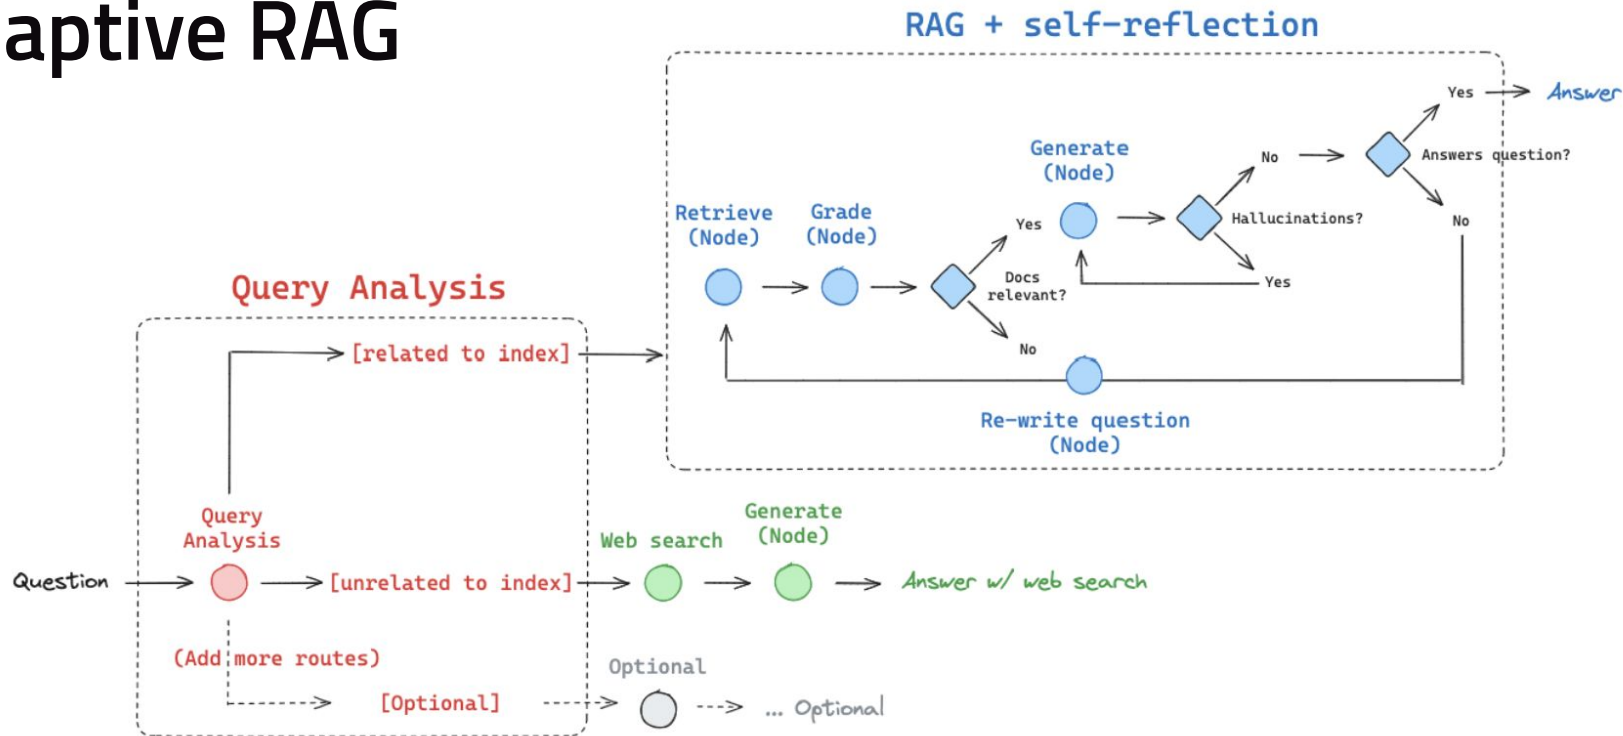 aptive RAG
RAG + self-reflection
Yes
Answer
Generate
(Node)
No
Answers question?
Retrieve
(Node)
Grade
(Node)
Yes
Hallucinations?
No
Docs
relevant?
Yes
No
Re-write question
(Node)
Query Analysis
[related to index]
Query
Analysis
Question
[unrelated to index]
Web search
Generate
(Node)
Answer w/ web search
(Add more routes)
[Optional]
Optional
... Optional